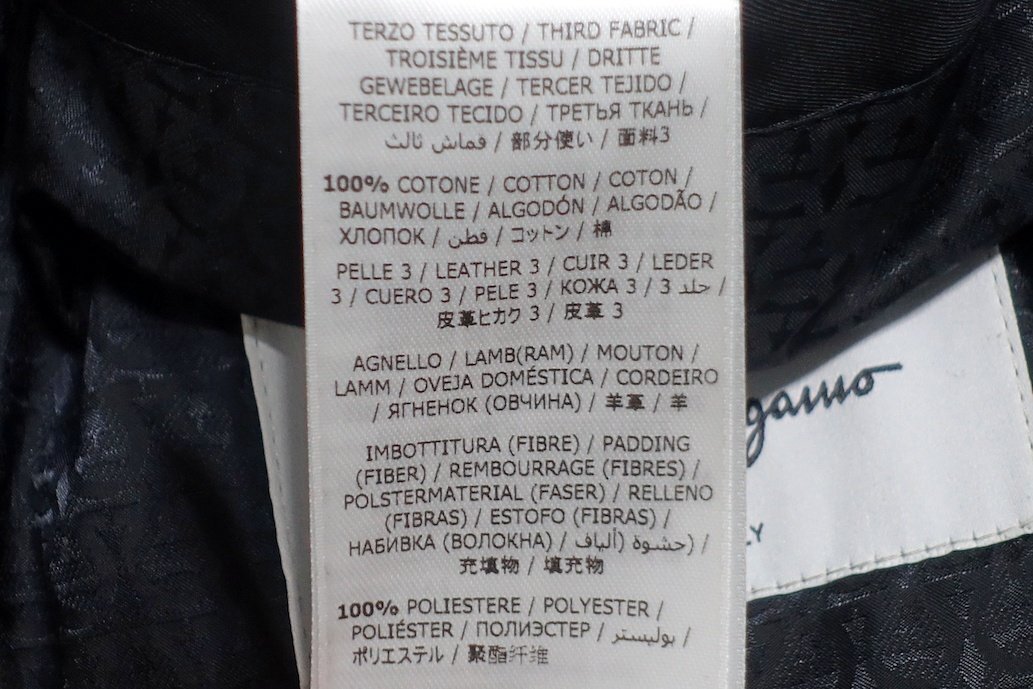 TERZO TESSUTO / THIRD FABRIC /
TROISIÈME TISSU / DRITTE
GEWEBELAGE / TERCER TEJIDO /
TERCEIRO TECIDO / ТРЕТЬЯ ТКАНЬ /
قماش ثالث / 部分使い / 面料3
100% COTONE / COTTON / COTON /
BAUMWOLLE / ALGODÓN / ALGODÃO /
ХЛОПОК / قطن / コットン / 棉
PELLE 3 / LEATHER 3 / CUIR 3 / LEDER
3 / CUERO 3 / PELE 3 / КОЖА 3 / 3 جلد /
皮革ヒカク 3 / 皮革 3
AGNELLO / LAMB(RAM) / MOUTON /
LAMM / OVEJA DOMÉSTICA / CORDEIRO
/ ЯГНЕНОК (ОВЧИНА) / 羊革 / 羊
IMBOTTITURA (FIBRE) / PADDING
(FIBER) / REMBOURRAGE (FIBRES) /
POLSTERMATERIAL (FASER) / RELLENO
(FIBRAS) / ESTOFO (FIBRAS) /
НАБИВКА (ВОЛОКНА) / حشوة (ألياف) /
充填物 / 填充物
100% POLIESTERE / POLYESTER /
POLIÉSTER / ПОЛИЭСТЕР / بوليستر /
ポリエステル / 聚酯纤维
gamo
LY